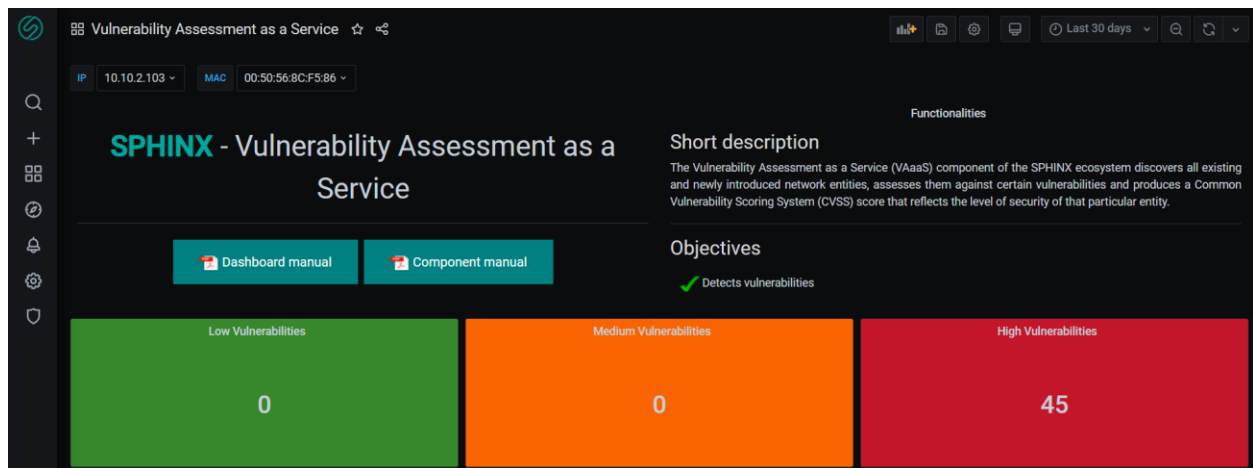 Vulnerability Assessment as a Service
Last 30 days
IP 10.10.2.103 MAC 00:50:56:8C:F5:86
SPHINX - Vulnerability Assessment as a
Service
Dashboard manual
Component manual
Functionalities
Short description
The Vulnerability Assessment as a Service (VAaaS) component of the SPHINX ecosystem discovers all existing
and newly introduced network entities, assesses them against certain vulnerabilities and produces a Common
Vulnerability Scoring System (CVSS) score that reflects the level of security of that particular entity.
Objectives
Detects vulnerabilities
Low Vulnerabilities
0
Medium Vulnerabilities
0
High Vulnerabilities
45